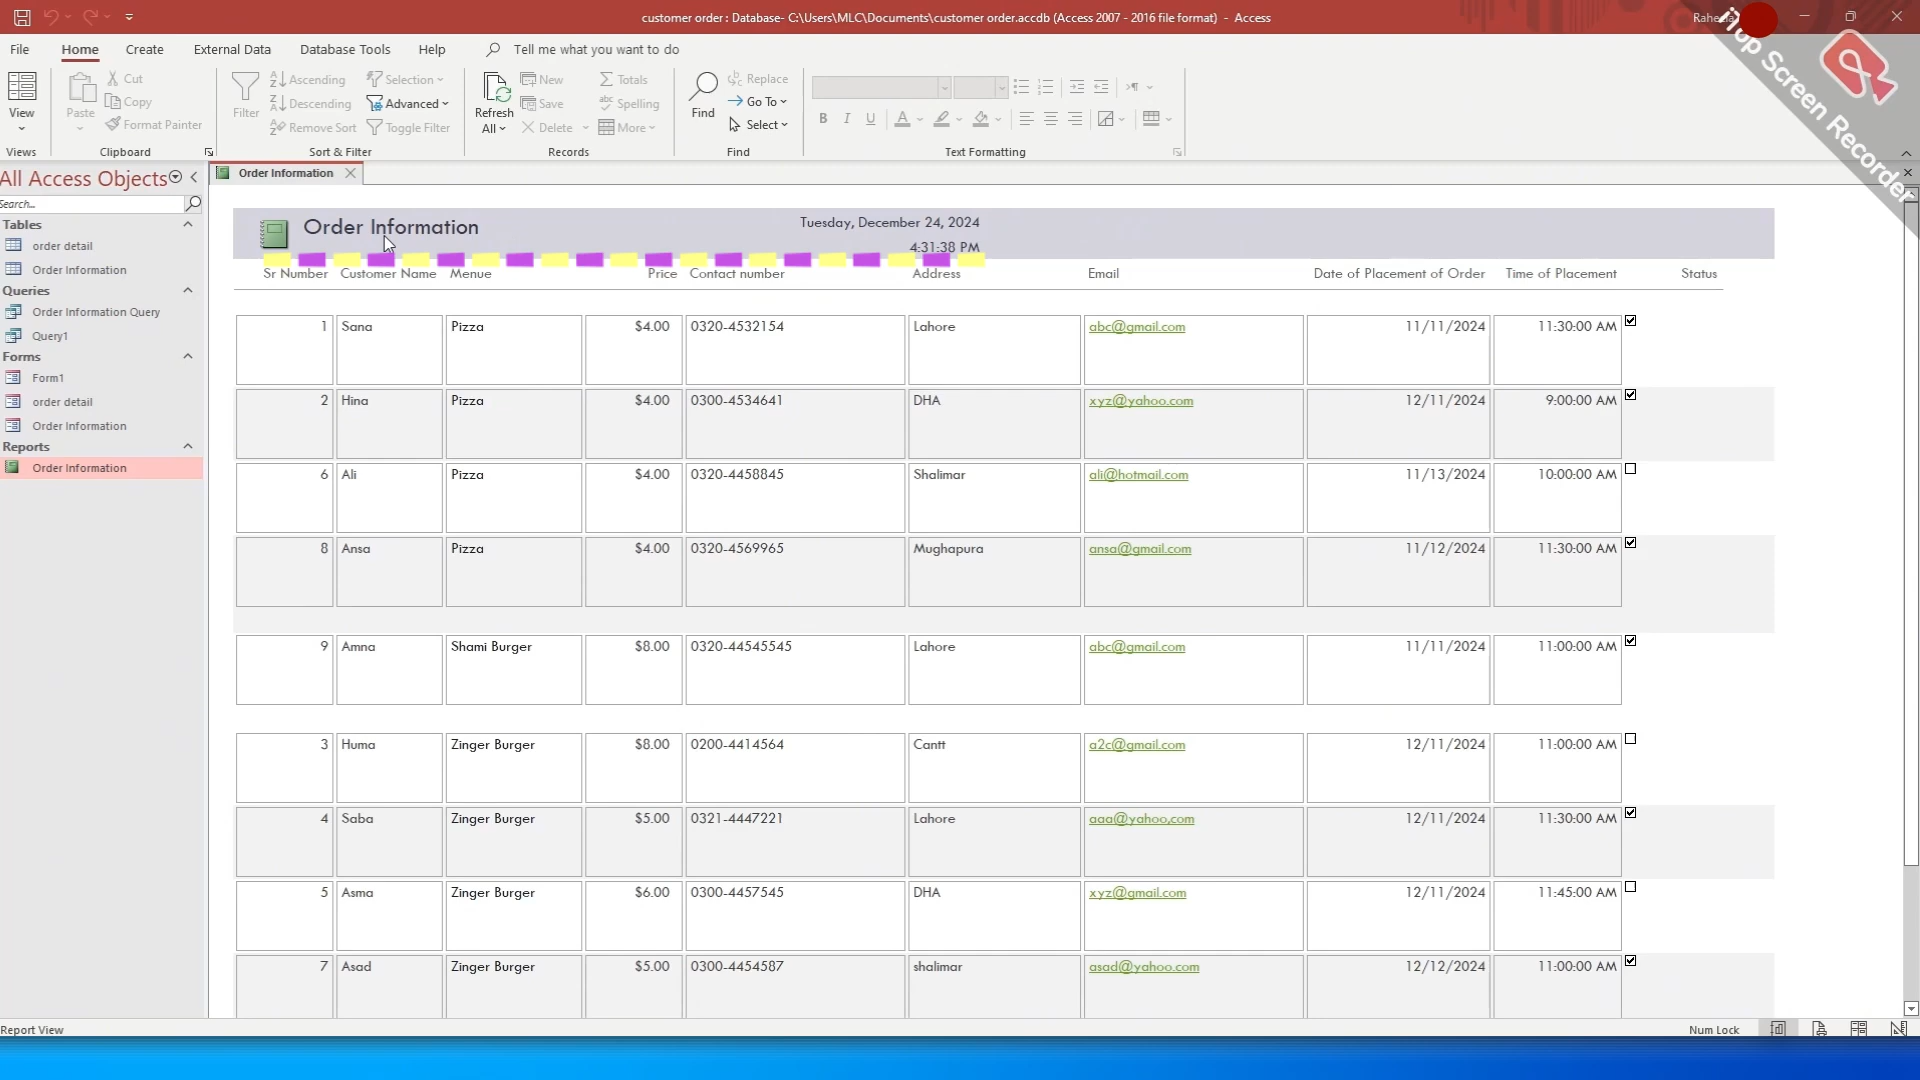 customer order : Database- C:\Users\MLC\Documents\customer order.accdb (Access 2007 - 2016 file format) - Access
File Home Create External Data Database Tools Help Tell me what you want to do
iTop Screen Recorder
View
Paste
Cut
Copy
Format Painter
Filter
Ascending
Descending
Remove Sort
Selection
Advanced
Toggle Filter
Refresh All
New
Save
Delete
Totals
Spelling
More
Find
Replace
Go To
Select
B I U
Views Clipboard Sort & Filter Records Find Text Formatting
All Access Objects
Search...
Tables
order detail
Order Information
Queries
Order Information Query
Query1
Forms
Form1
order detail
Order Information
Reports
Order Information
Order Information
Order Information
Tuesday, December 24, 2024
4:31:38 PM
Sr Number Customer Name Menue Price Contact number Address Email Date of Placement of Order Time of Placement Status
1 Sana Pizza $4.00 0320-4532154 Lahore abc@gmail.com 11/11/2024 11:30:00 AM
2 Hina Pizza $4.00 0300-4534641 DHA xyz@yahoo.com 12/11/2024 9:00:00 AM
6 Ali Pizza $4.00 0320-4458845 Shalimar ali@hotmail.com 11/13/2024 10:00:00 AM
8 Ansa Pizza $4.00 0320-4569965 Mughapura ansa@gmail.com 11/12/2024 11:30:00 AM
9 Amna Shami Burger $8.00 0320-44545545 Lahore abc@gmail.com 11/11/2024 11:00:00 AM
3 Huma Zinger Burger $8.00 0200-4414564 Cantt a2c@gmail.com 12/11/2024 11:00:00 AM
4 Saba Zinger Burger $5.00 0321-4447221 Lahore aaa@yahoo,com 12/11/2024 11:30:00 AM
5 Asma Zinger Burger $6.00 0300-4457545 DHA xyz@gmail.com 12/11/2024 11:45:00 AM
7 Asad Zinger Burger $5.00 0300-4454587 shalimar asad@yahoo.com 12/12/2024 11:00:00 AM
Report View
Num Lock